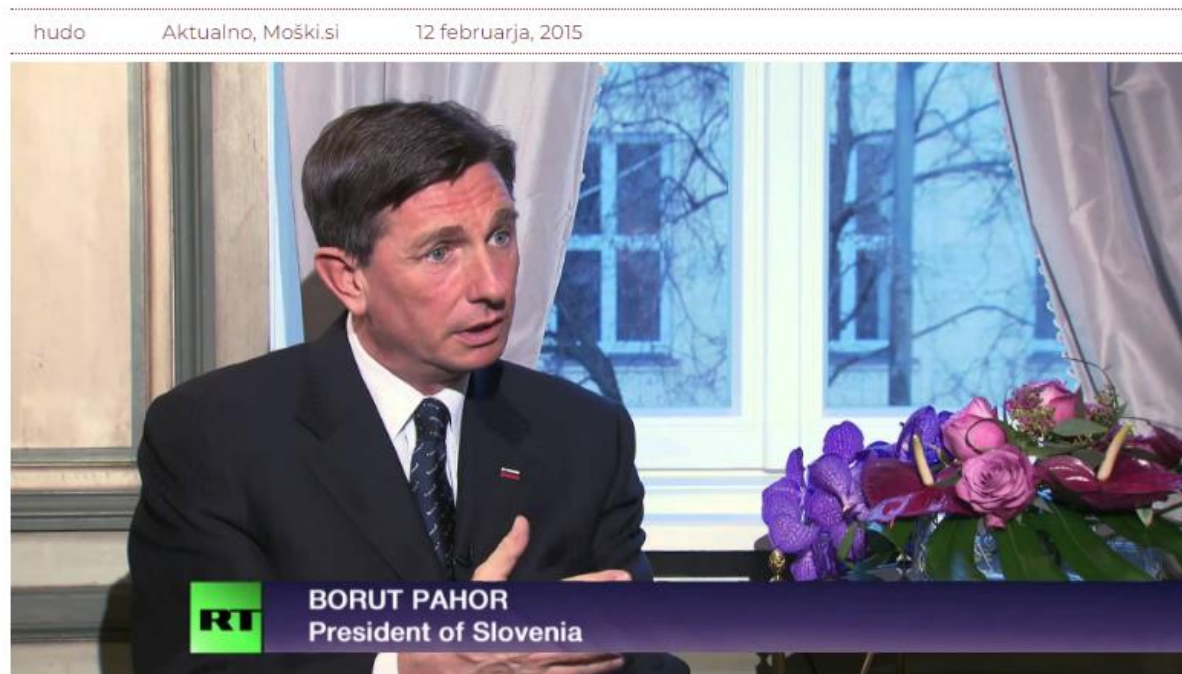 hudo Aktualno, Moški.si 12 februarja, 2015
RT
BORUT PAHOR
President of Slovenia